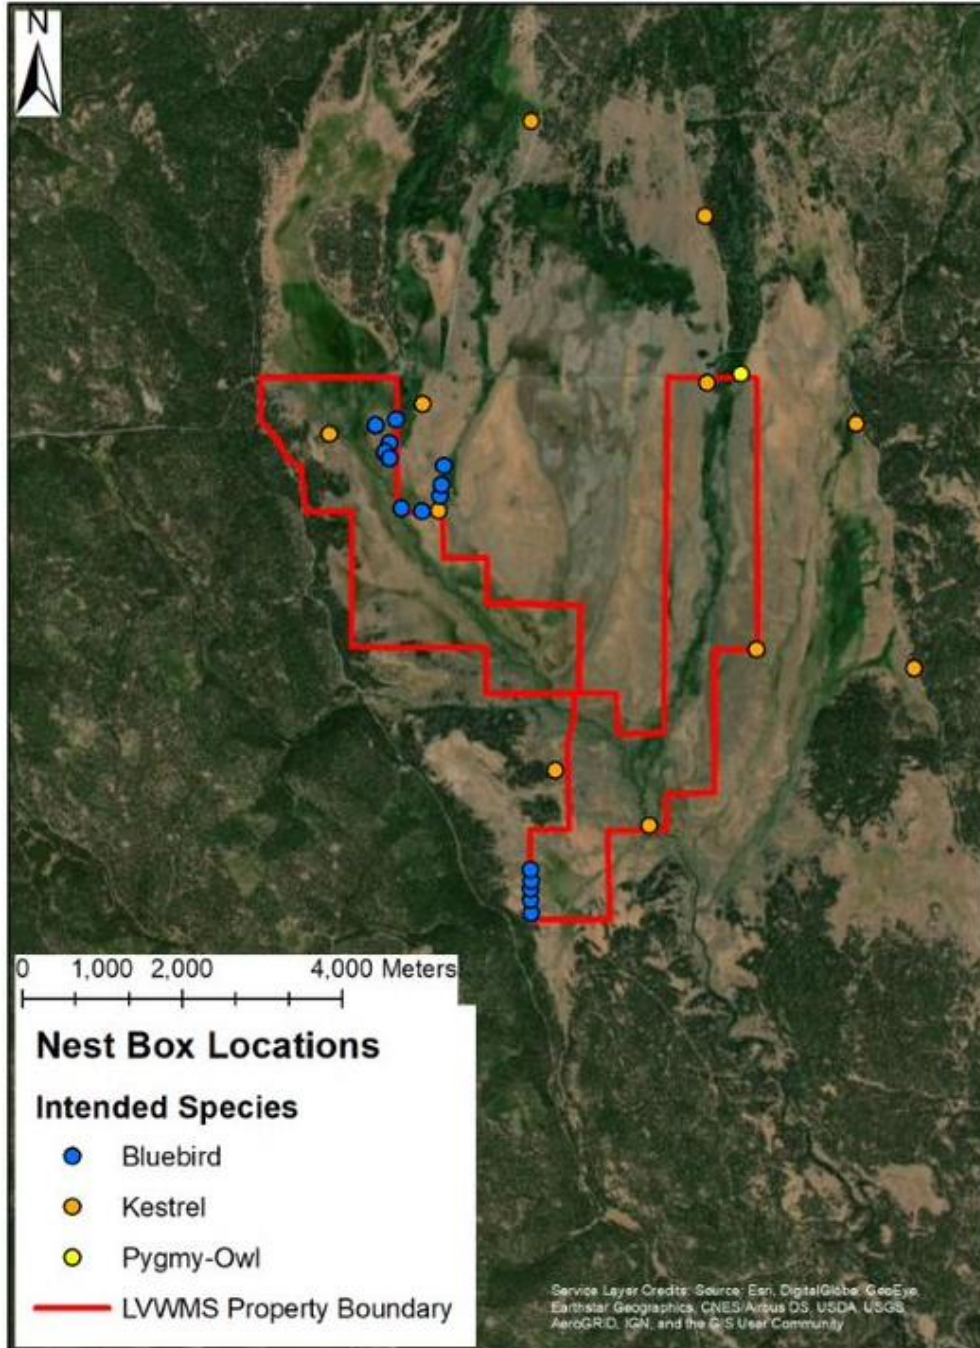 N
0 1,000 2,000 4,000 Meters
Nest Box Locations
Intended Species
Bluebird
Kestrel
Pygmy-Owl
LVWMS Property Boundary
Service Layer Credits: Source: Esri, DigitalGlobe, GeoEye,
Earthstar Geographics, CNES/Airbus DS, USDA, USGS,
AeroGRID, IGN, and the GIS User Community